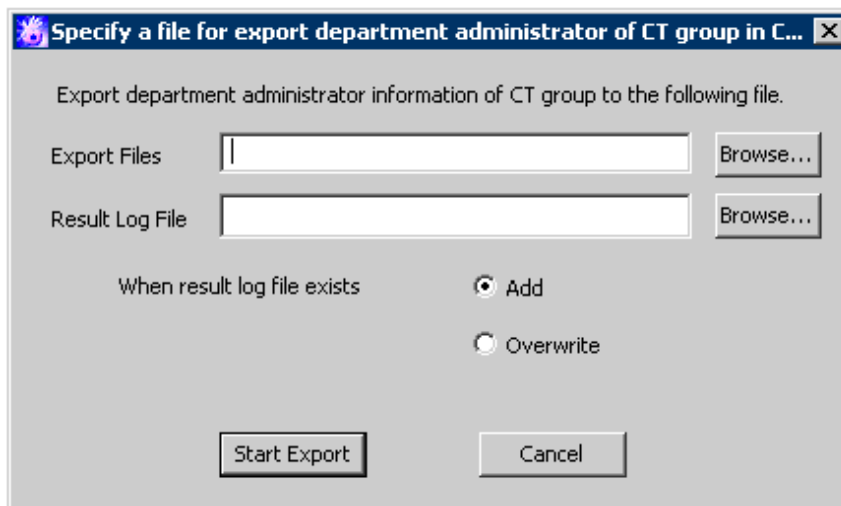 Specify a file for export department administrator of CT group in C...
Export department administrator information of CT group to the following file.
Export Files
Browse...
Result Log File
Browse...
When result log file exists
Add
Overwrite
Start Export
Cancel